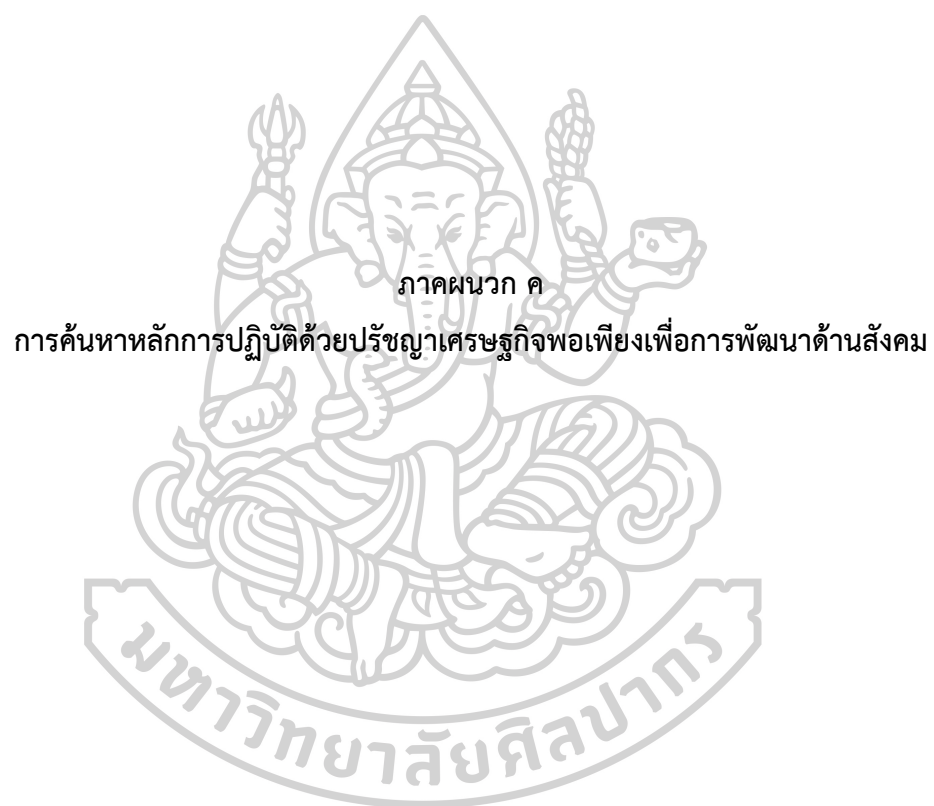 ภาคผนวก ค
การค้นหาหลักการปฏิบัติด้วยปรัชญาเศรษฐกิจพอเพียงเพื่อการพัฒนาด้านสังคม
มหาวิทยาลัยศิลปากร